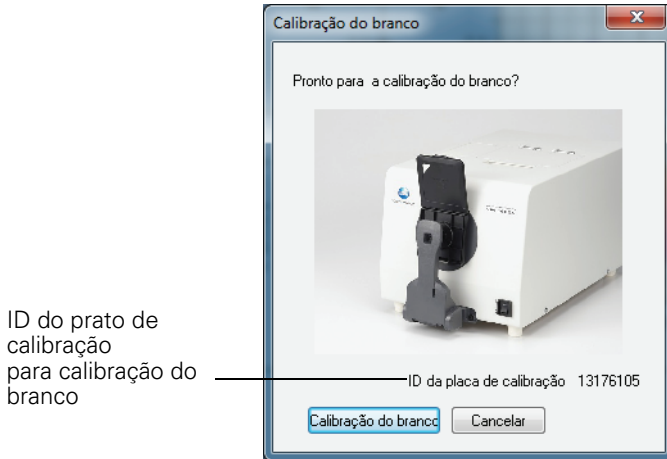 Calibração do branco
Pronto para a calibração do branco?
ID do prato de
calibração
para calibração do
branco
ID da placa de calibração 13176105
Calibração do branco
Cancelar